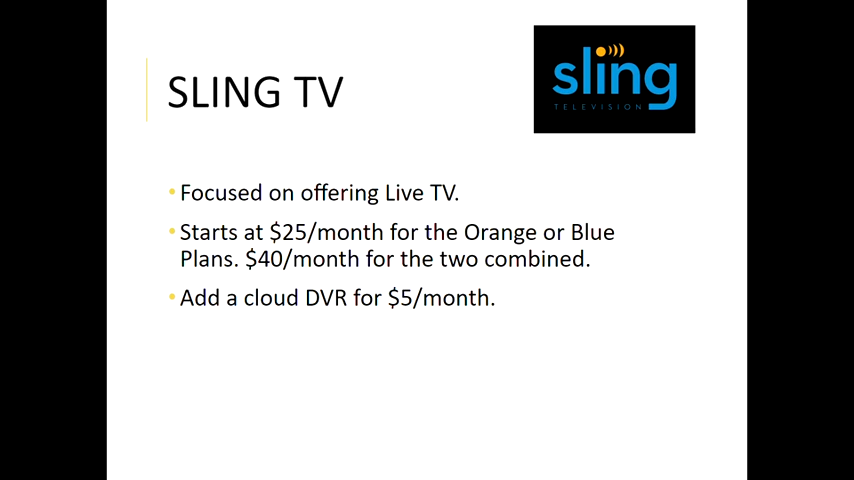 SLING TV
sling
TELEVISION
• Focused on offering Live TV.
• Starts at $25/month for the Orange or Blue
Plans. $40/month for the two combined.
• Add a cloud DVR for $5/month.